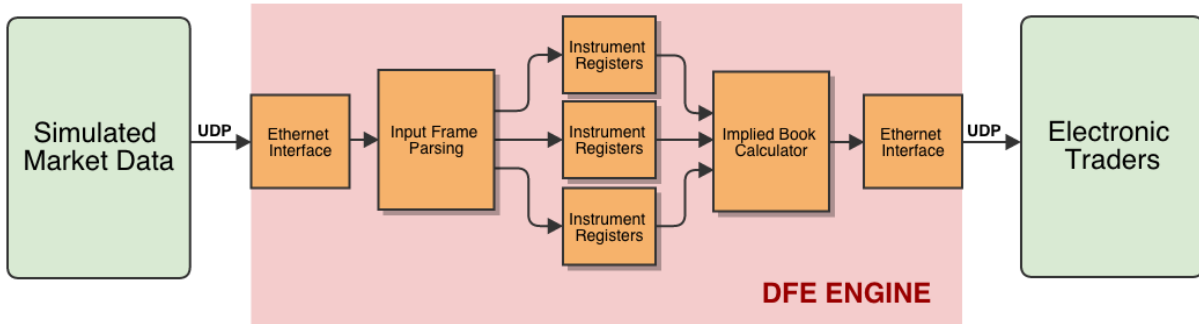 Simulated
Market Data
UDP
Ethernet
Interface
Input Frame
Parsing
Instrument
Registers
Instrument
Registers
Instrument
Registers
Implied Book
Calculator
Ethernet
Interface
UDP
Electronic
Traders
DFE ENGINE